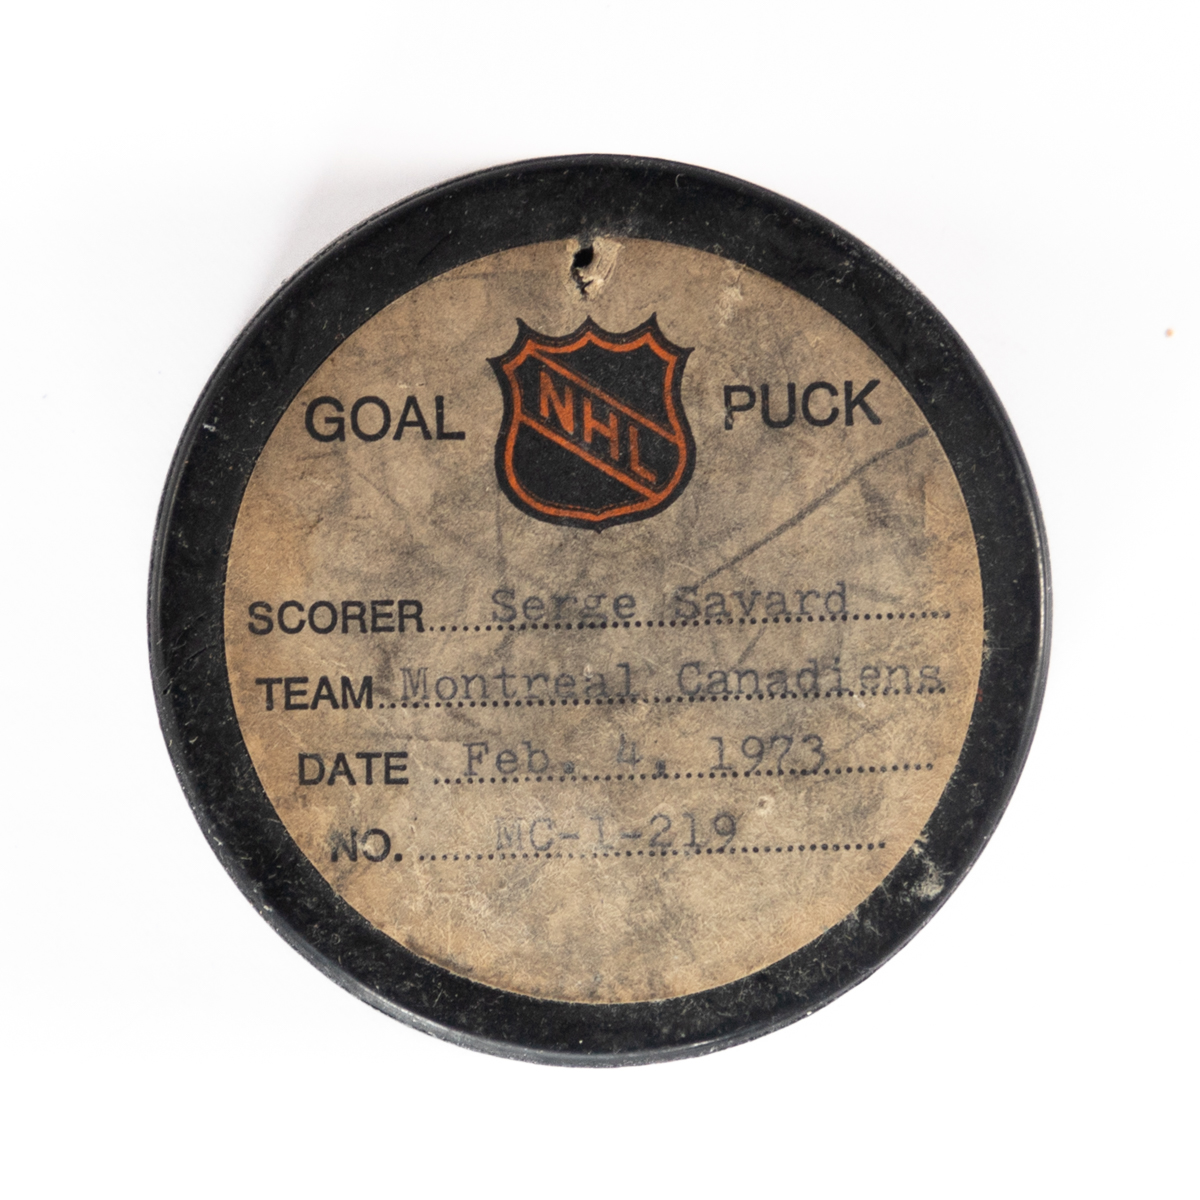 GOAL NHL PUCK
SCORER Serge Savard
TEAM Montreal Canadiens
DATE Feb. 4, 1973
NO. MC-1-219